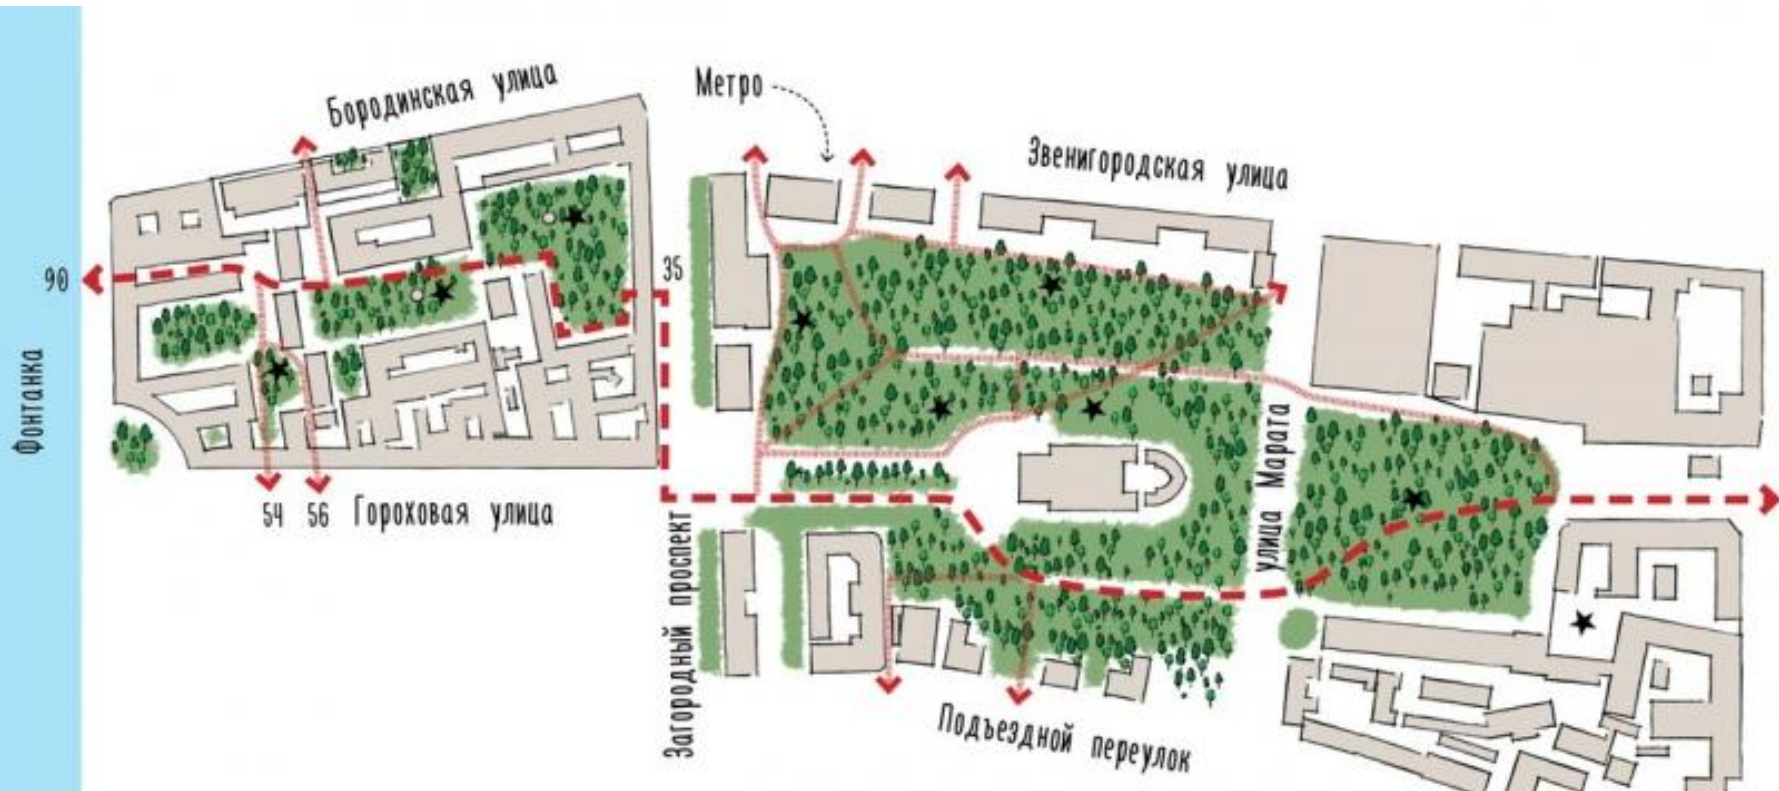 Бородинская улица
Метро
Звенигородская улица
90
35
Фонтанка
54
56
Гороховая улица
Загородный проспект
улица Марата
Подъездной переулок